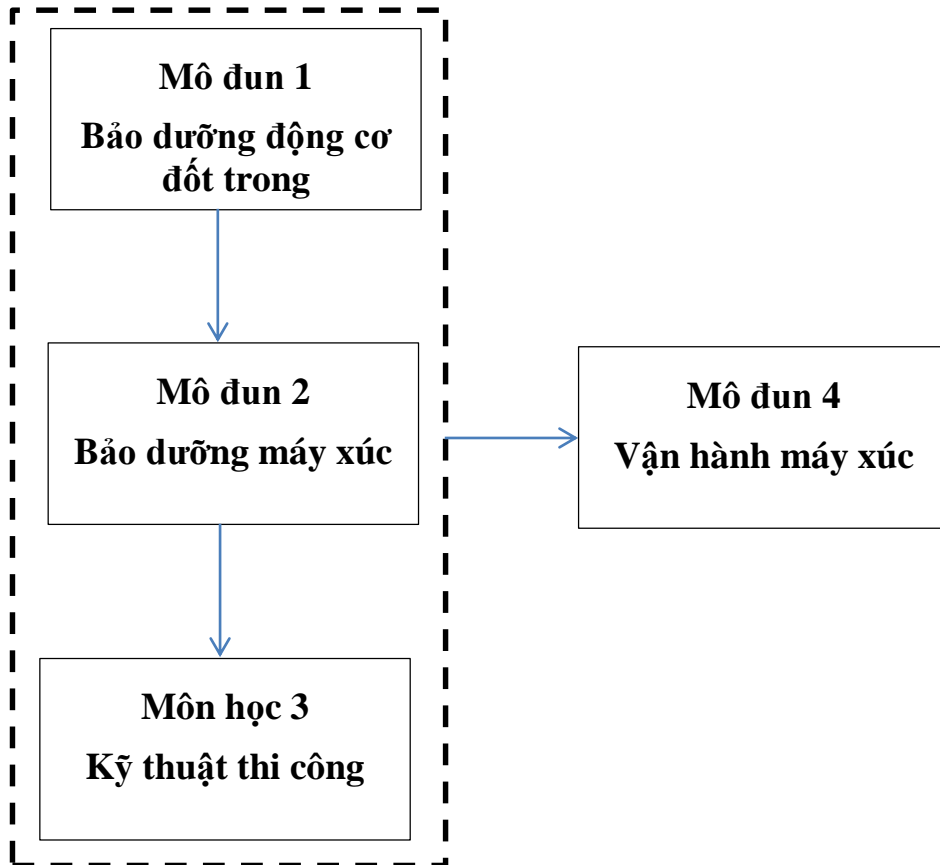 Mô đun 1
Bảo dưỡng động cơ
đốt trong
Mô đun 2
Bảo dưỡng máy xúc
Môn học 3
Kỹ thuật thi công
Mô đun 4
Vận hành máy xúc